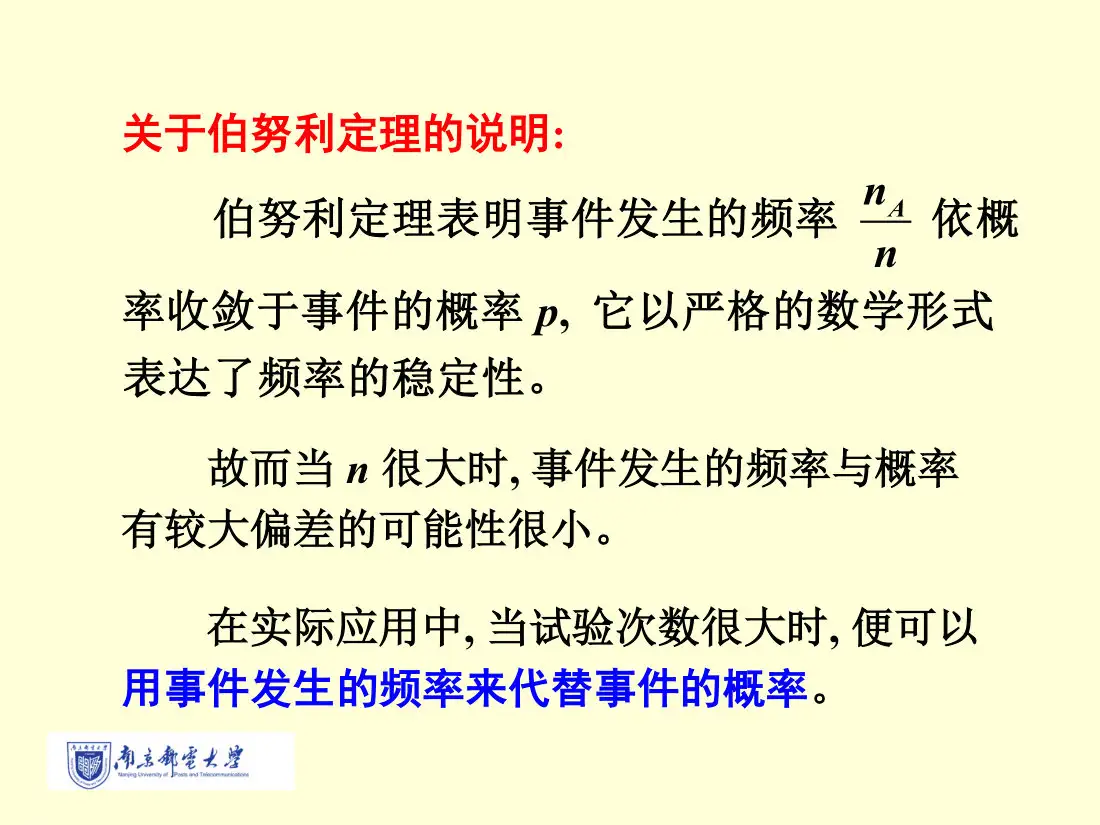 关于伯努利定理的说明:
伯努利定理表明事件发生的频率 n_A/n 依概
率收敛于事件的概率 p, 它以严格的数学形式
表达了频率的稳定性。
故而当 n 很大时, 事件发生的频率与概率
有较大偏差的可能性很小。
在实际应用中, 当试验次数很大时, 便可以
用事件发生的频率来代替事件的概率。
南京邮电大学
Nanjing University of Posts and Telecommunications